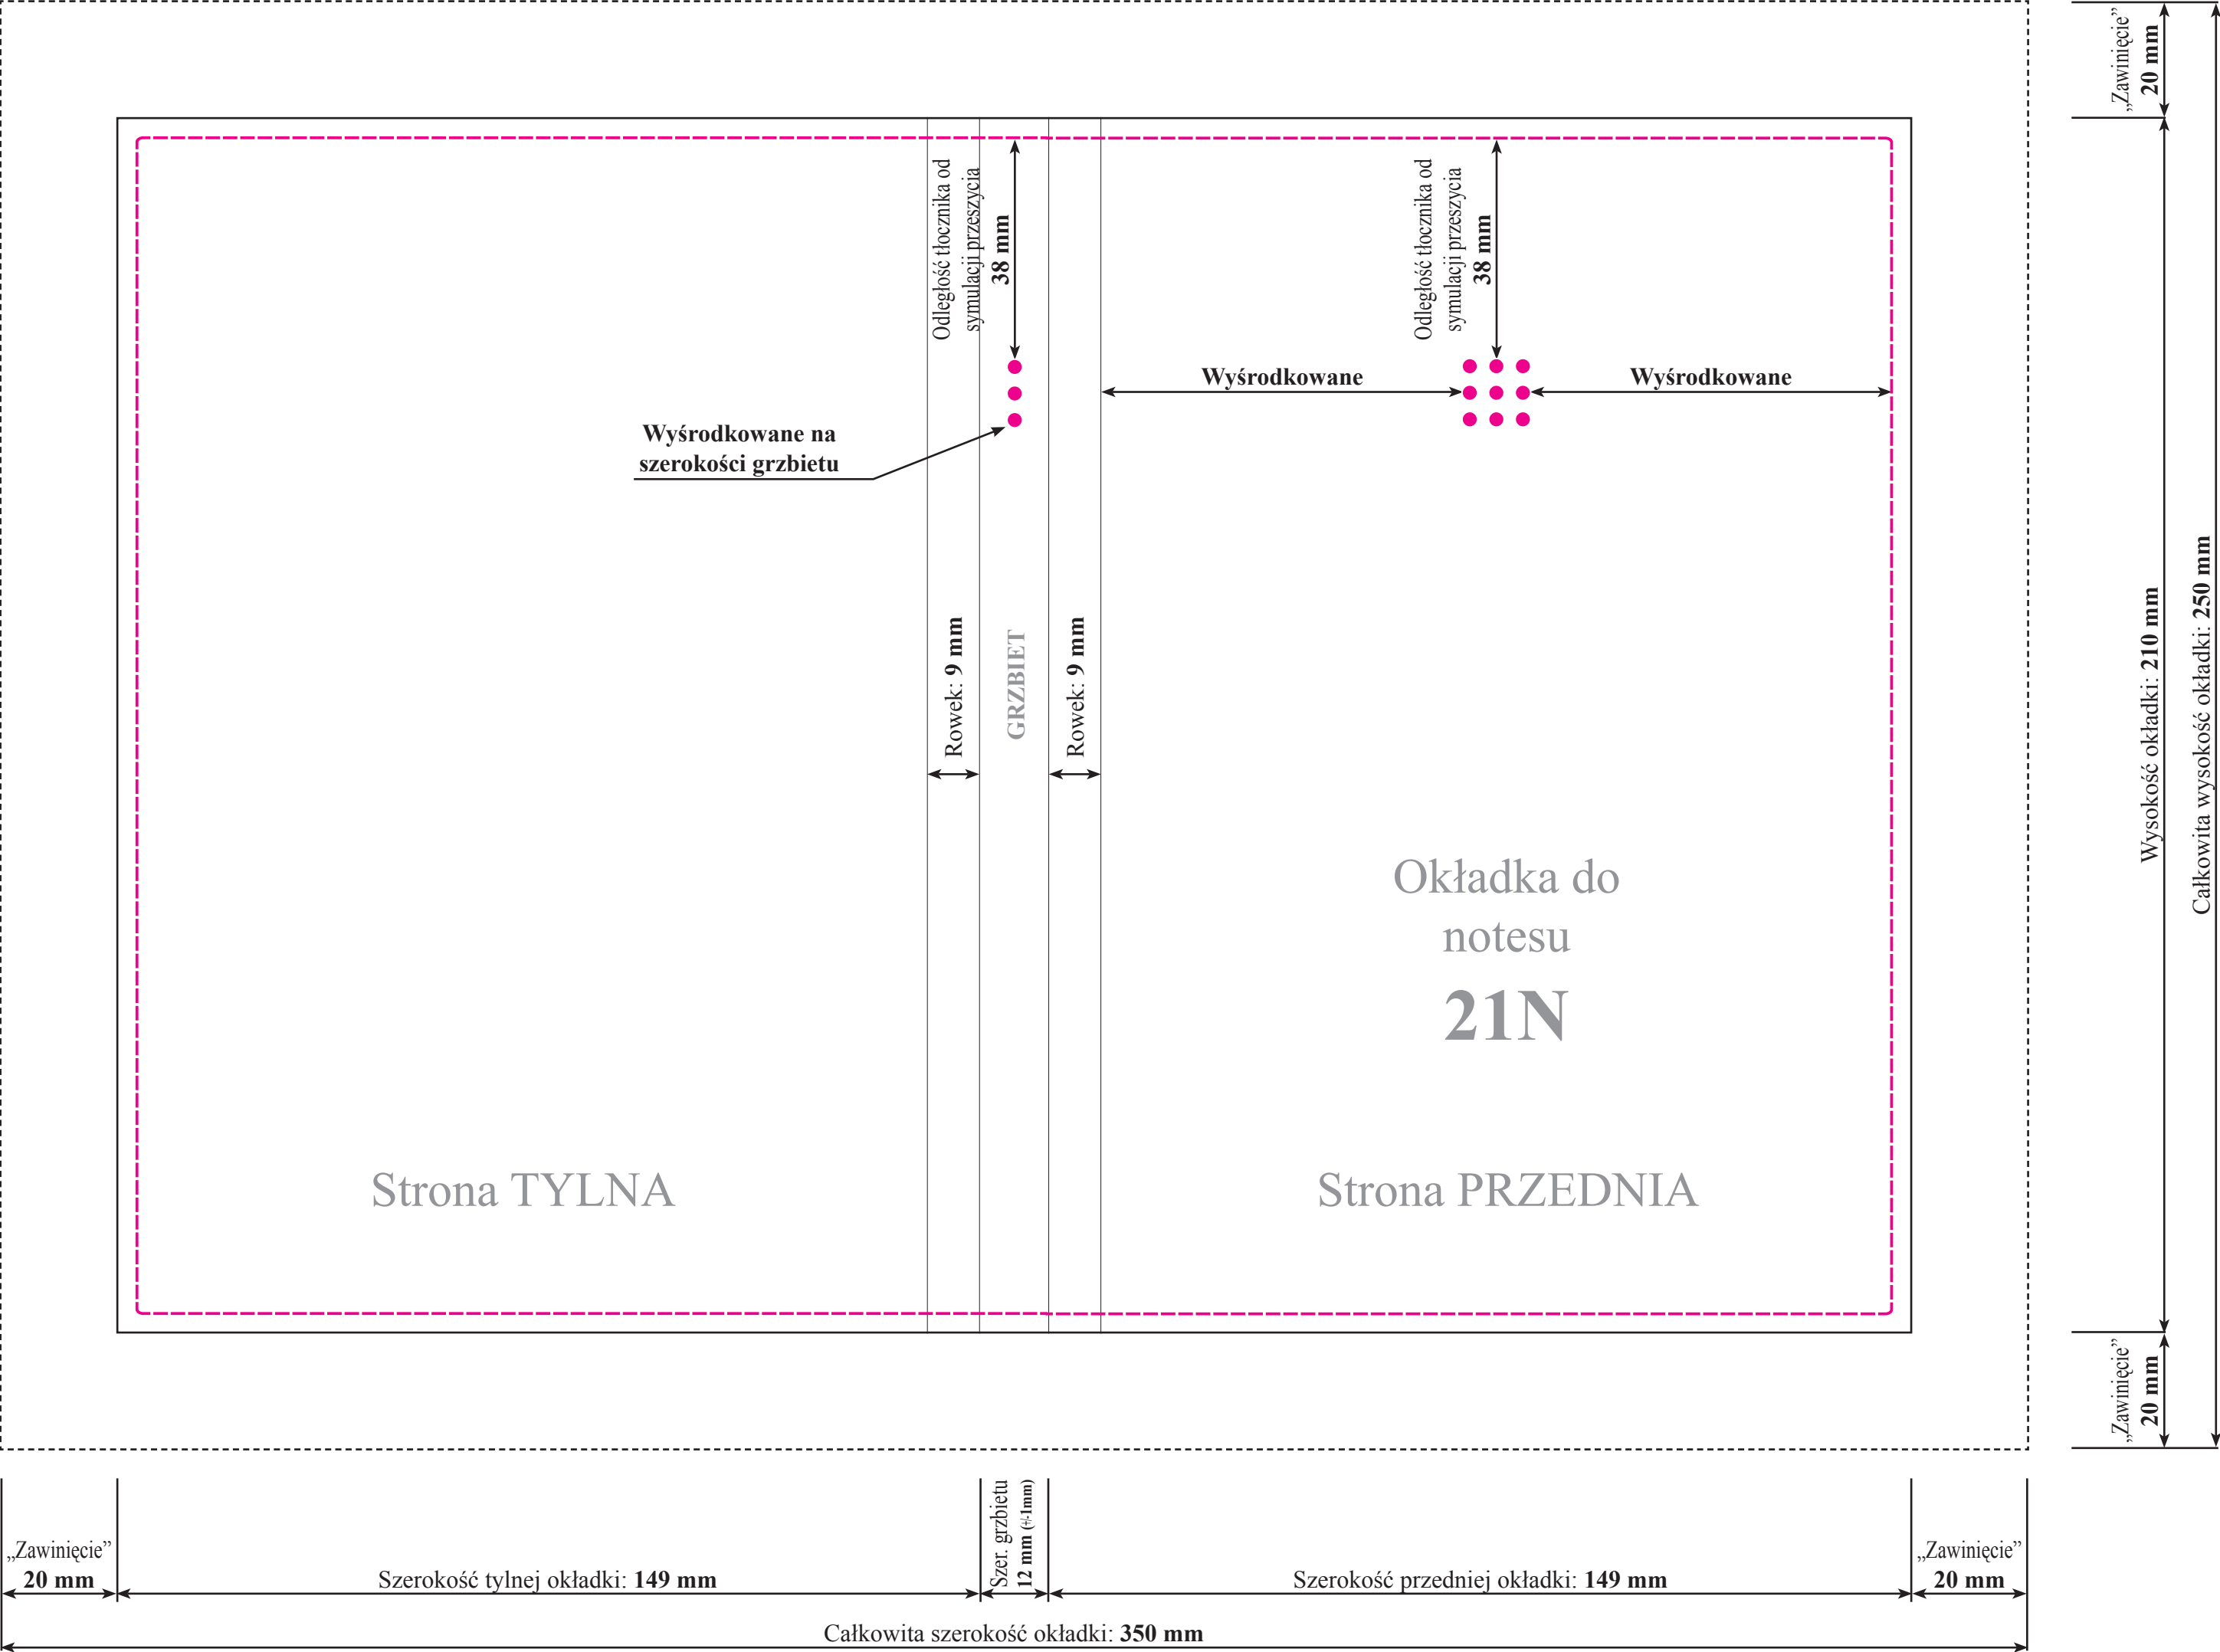 „Zawinięcie”
20 mm
Odległość tłocznika od
symulacji przeszycia
38 mm
Odległość tłocznika od
symulacji przeszycia
38 mm
Wyśrodkowane
Wyśrodkowane
Wyśrodkowane na
szerokości grzbietu
Rowek: 9 mm
GRZBIET
Rowek: 9 mm
Wysokość okładki: 210 mm
Całkowita wysokość okładki: 250 mm
Okładka do
notesu
21N
Strona TYLNA
Strona PRZEDNIA
„Zawinięcie”
20 mm
„Zawinięcie”
20 mm
Szerokość tylnej okładki: 149 mm
Szer. grzbietu
12 mm (+/-1mm)
Szerokość przedniej okładki: 149 mm
„Zawinięcie”
20 mm
Całkowita szerokość okładki: 350 mm